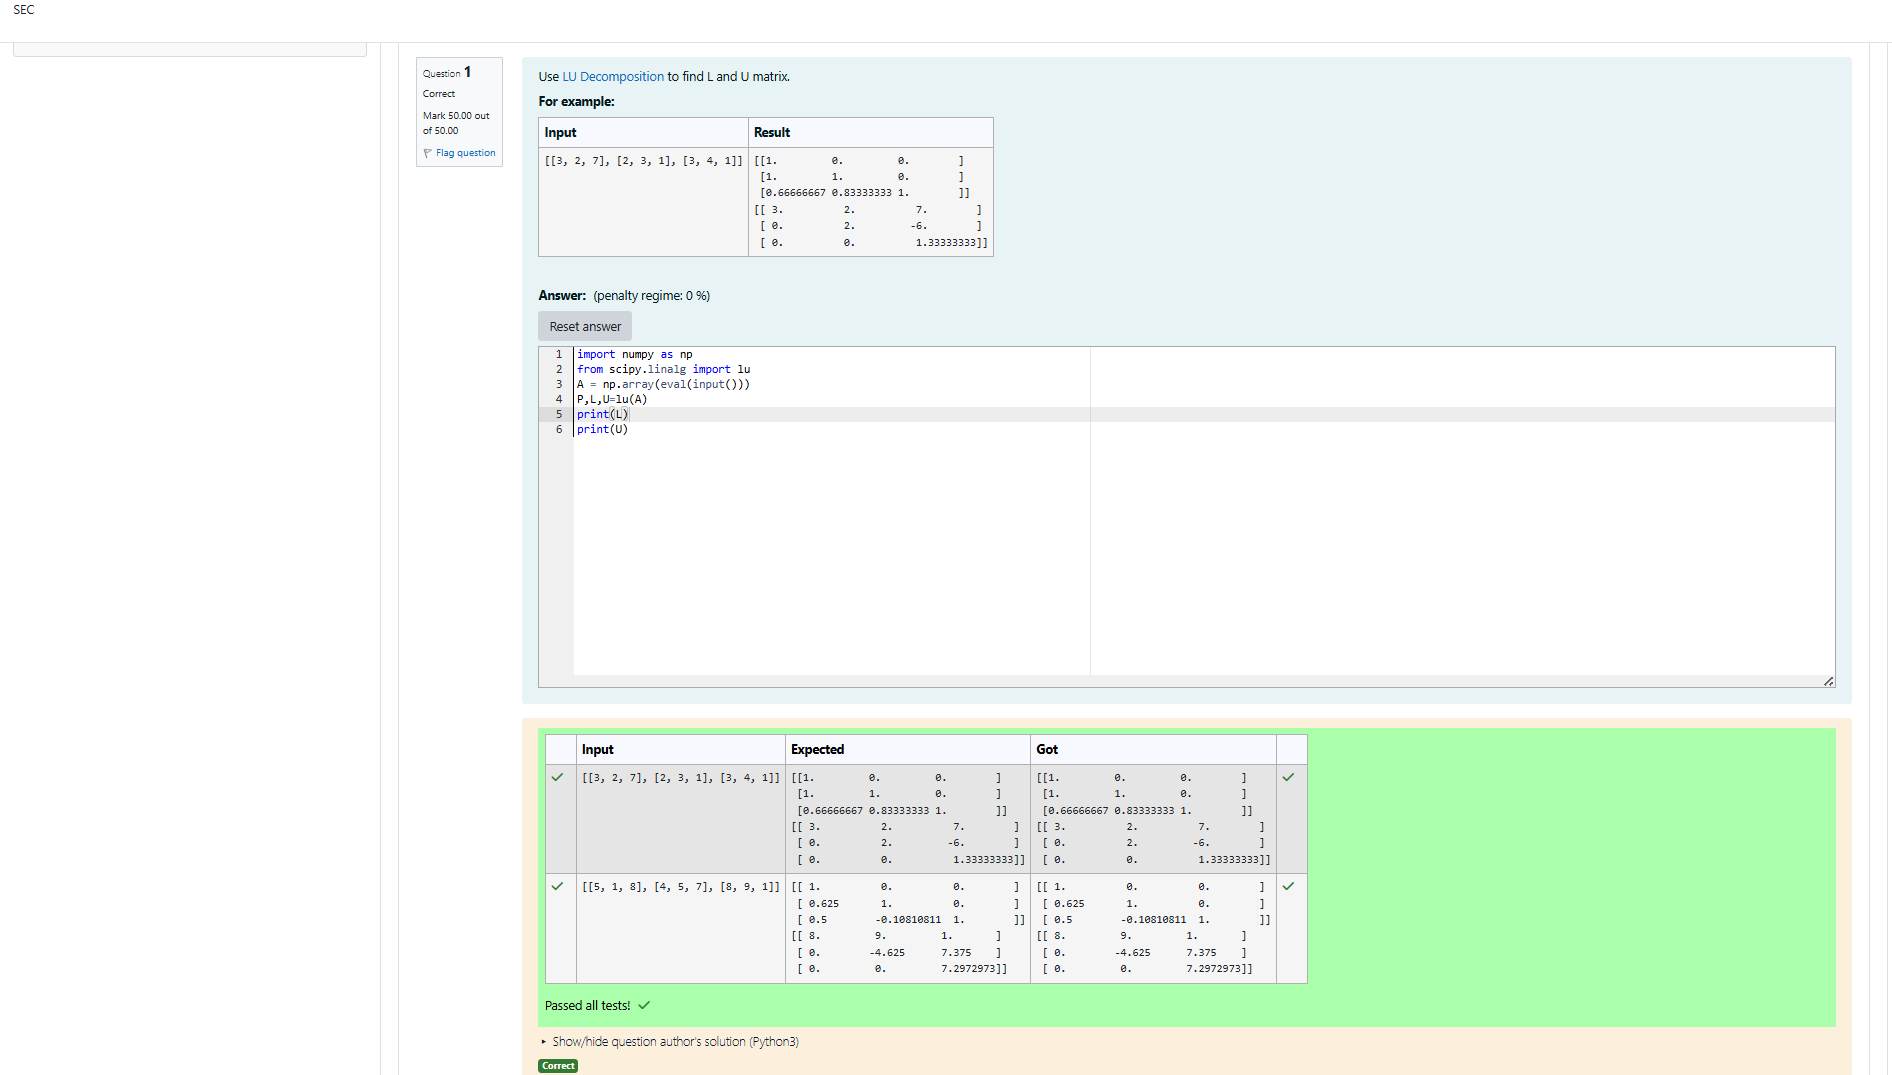 SEC
Question 1
Correct
Mark 50.00 out
of 50.00
Flag question
Use LU Decomposition to find L and U matrix.
For example:
Input Result
[[3, 2, 7], [2, 3, 1], [3, 4, 1]] [[1. 0. 0. ]
[1. 1. 0. ]
[0.66666667 0.83333333 1. ]]
[[ 3. 2. 7. ]
[ 0. 2. -6. ]
[ 0. 0. 1.33333333]]
Answer: (penalty regime: 0 %)
Reset answer
1 import numpy as np
2 from scipy.linalg import lu
3 A = np.array(eval(input()))
4 P,L,U=lu(A)
5 print(L)
6 print(U)
Input Expected Got
[[3, 2, 7], [2, 3, 1], [3, 4, 1]] [[1. 0. 0. ] [[1. 0. 0. ]
[1. 1. 0. ] [1. 1. 0. ]
[0.66666667 0.83333333 1. ]] [0.66666667 0.83333333 1. ]]
[[ 3. 2. 7. ] [[ 3. 2. 7. ]
[ 0. 2. -6. ] [ 0. 2. -6. ]
[ 0. 0. 1.33333333]] [ 0. 0. 1.33333333]]
[[5, 1, 8], [4, 5, 7], [8, 9, 1]] [[ 1. 0. 0. ] [[ 1. 0. 0. ]
[ 0.625 1. 0. ] [ 0.625 1. 0. ]
[ 0.5 -0.10810811 1. ]] [ 0.5 -0.10810811 1. ]]
[[ 8. 9. 1. ] [[ 8. 9. 1. ]
[ 0. -4.625 7.375 ] [ 0. -4.625 7.375 ]
[ 0. 0. 7.2972973]] [ 0. 0. 7.2972973]]
Passed all tests!
Show/hide question author's solution (Python3)
Correct